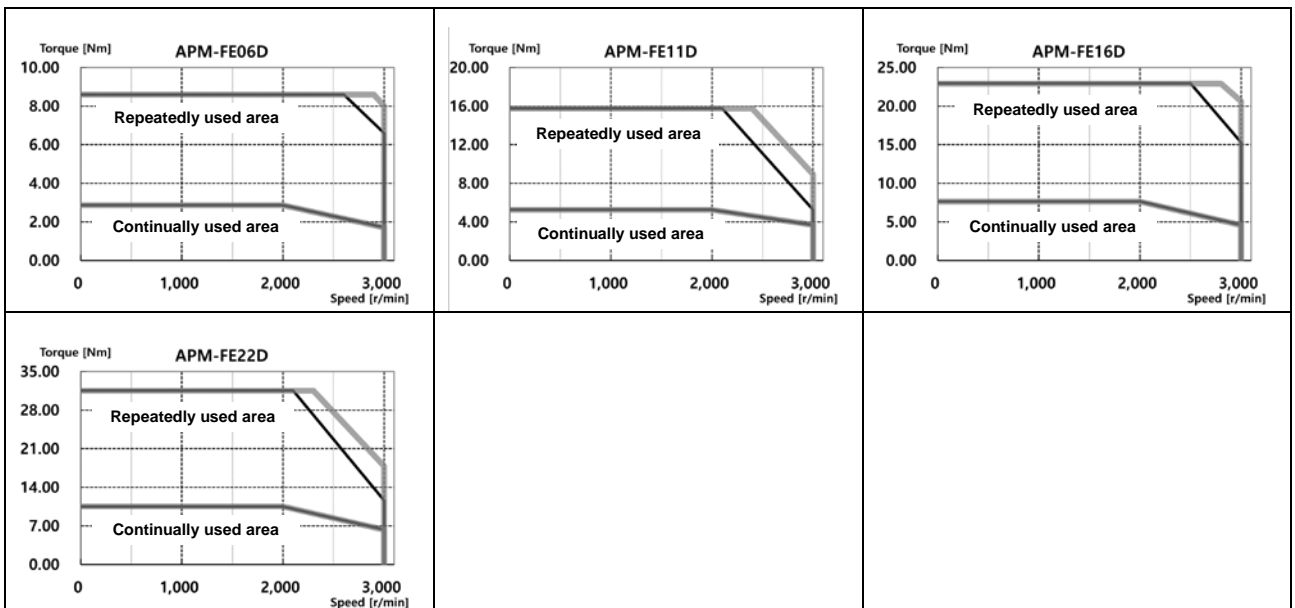 Torque [Nm] APM-FE06D
10.00
8.00
Repeatedly used area
6.00
4.00
2.00
Continually used area
0.00
0 1,000 2,000 3,000
Speed [r/min]
Torque [Nm] APM-FE11D
20.00
16.00
Repeatedly used area
12.00
8.00
4.00
Continually used area
0.00
0 1,000 2,000 3,000
Speed [r/min]
Torque [Nm] APM-FE16D
25.00
20.00
Repeatedly used area
15.00
10.00
5.00
Continually used area
0.00
0 1,000 2,000 3,000
Speed [r/min]
Torque [Nm] APM-FE22D
35.00
28.00
Repeatedly used area
21.00
14.00
7.00
Continually used area
0.00
0 1,000 2,000 3,000
Speed [r/min]